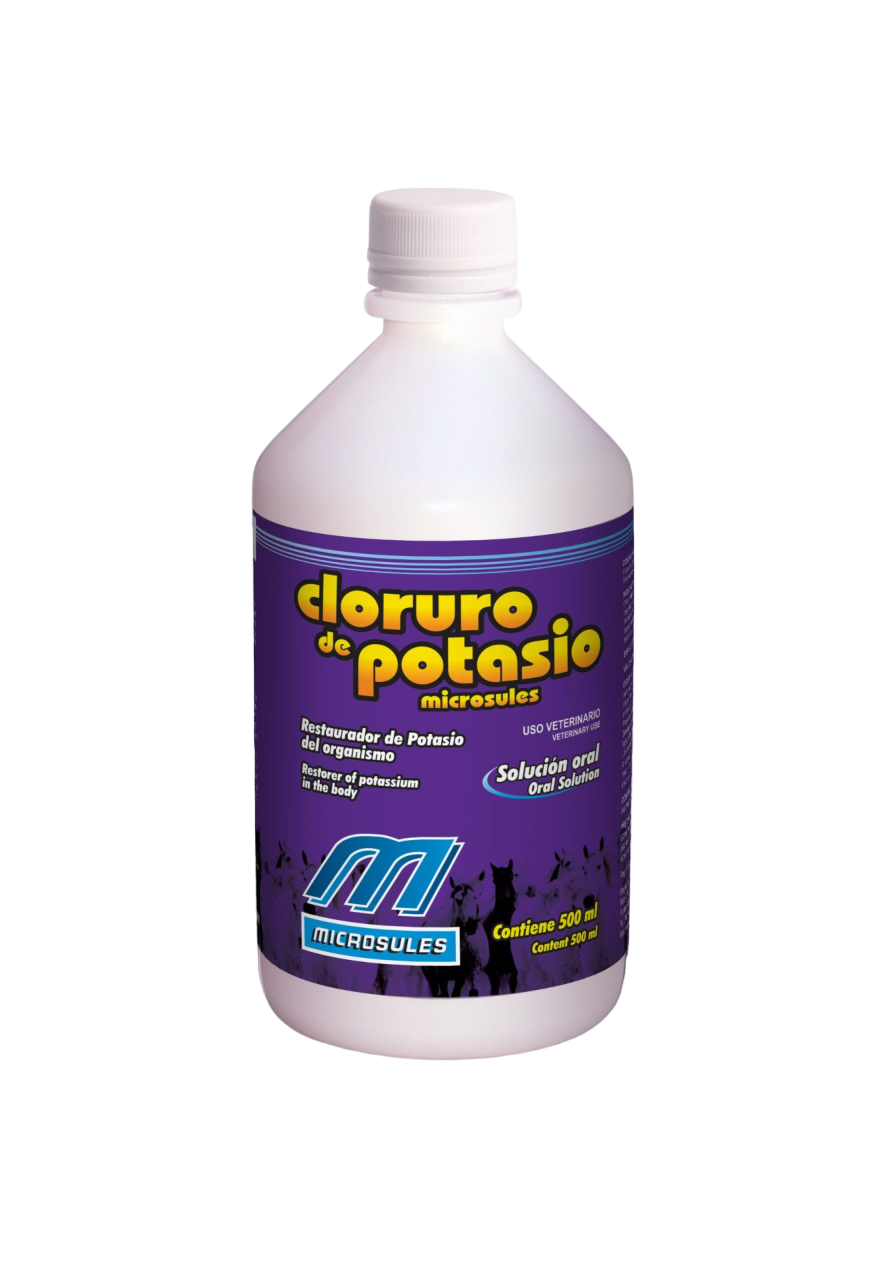 cloruro
de potasio
microsules
USO VETERINARIO
VETERINARY USE
Restaurador de Potasio
del organismo
Restorer of potassium
in the body
Solución oral
Oral Solution
MICROSULES
Contiene 500 ml
Content 500 ml